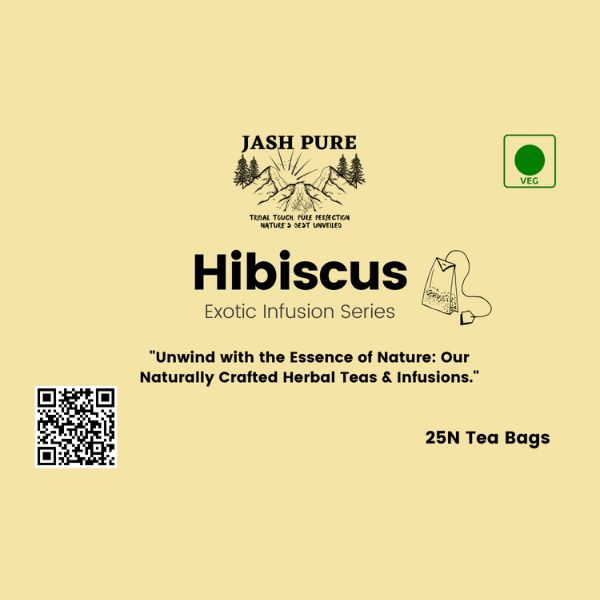 JASH PURE
TRIBAL TOUCH, PURE PERFECTION
NATURE'S BEST UNVEILED
VEG
Hibiscus
Exotic Infusion Series
"Unwind with the Essence of Nature: Our
Naturally Crafted Herbal Teas & Infusions."
25N Tea Bags